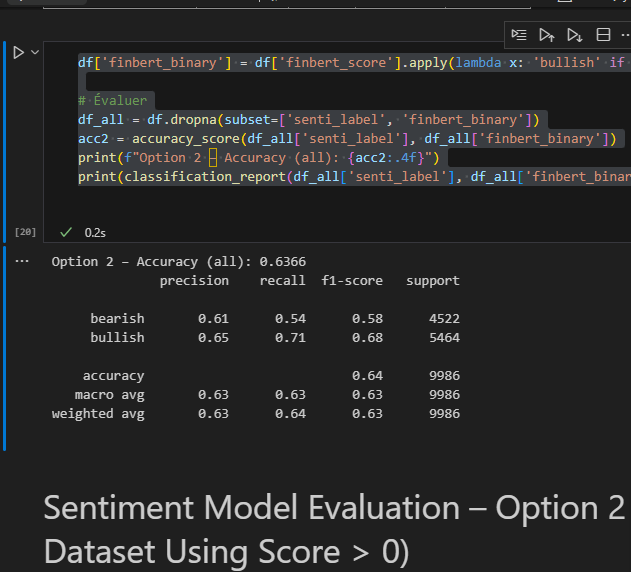 df['finbert_binary'] = df['finbert_score'].apply(lambda x: 'bullish' if
# Évaluer
df_all = df.dropna(subset=['senti_label', 'finbert_binary'])
acc2 = accuracy_score(df_all['senti_label'], df_all['finbert_binary'])
print(f"Option 2 – Accuracy (all): {acc2:.4f}")
print(classification_report(df_all['senti_label'], df_all['finbert_binar
[20] 0.2s
... Option 2 – Accuracy (all): 0.6366
precision recall f1-score support
bearish 0.61 0.54 0.58 4522
bullish 0.65 0.71 0.68 5464
accuracy 0.64 9986
macro avg 0.63 0.63 0.63 9986
weighted avg 0.63 0.64 0.63 9986
Sentiment Model Evaluation – Option 2
Dataset Using Score > 0)